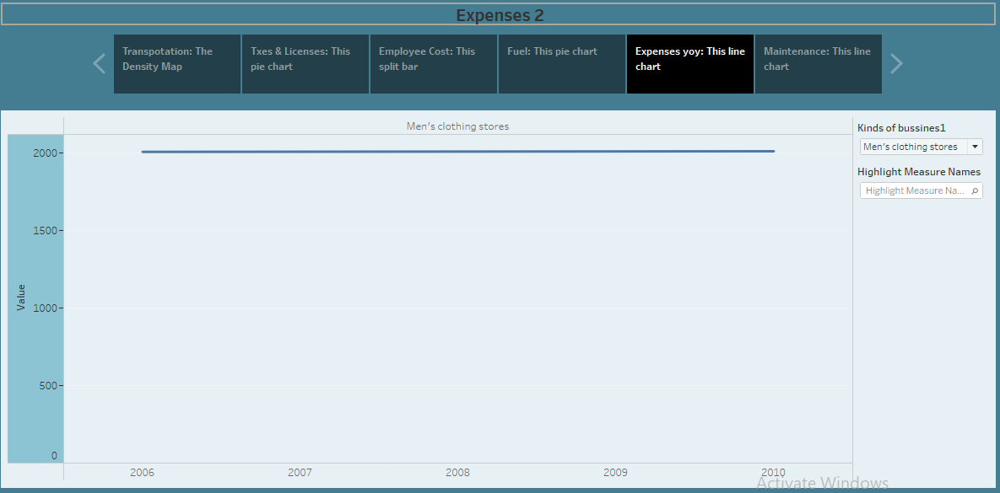 Expenses 2
Transpotation: The
Density Map
Txes & Licenses: This
pie chart
Employee Cost: This
split bar
Fuel: This pie chart
Expenses yoy: This line
chart
Maintenance: This line
chart
Men's clothing stores
Kinds of bussines1
Men's clothing stores
Highlight Measure Names
Highlight Measure Na...
2000
1500
1000
500
0
Value
2006
2007
2008
2009
2010
Activate Windows